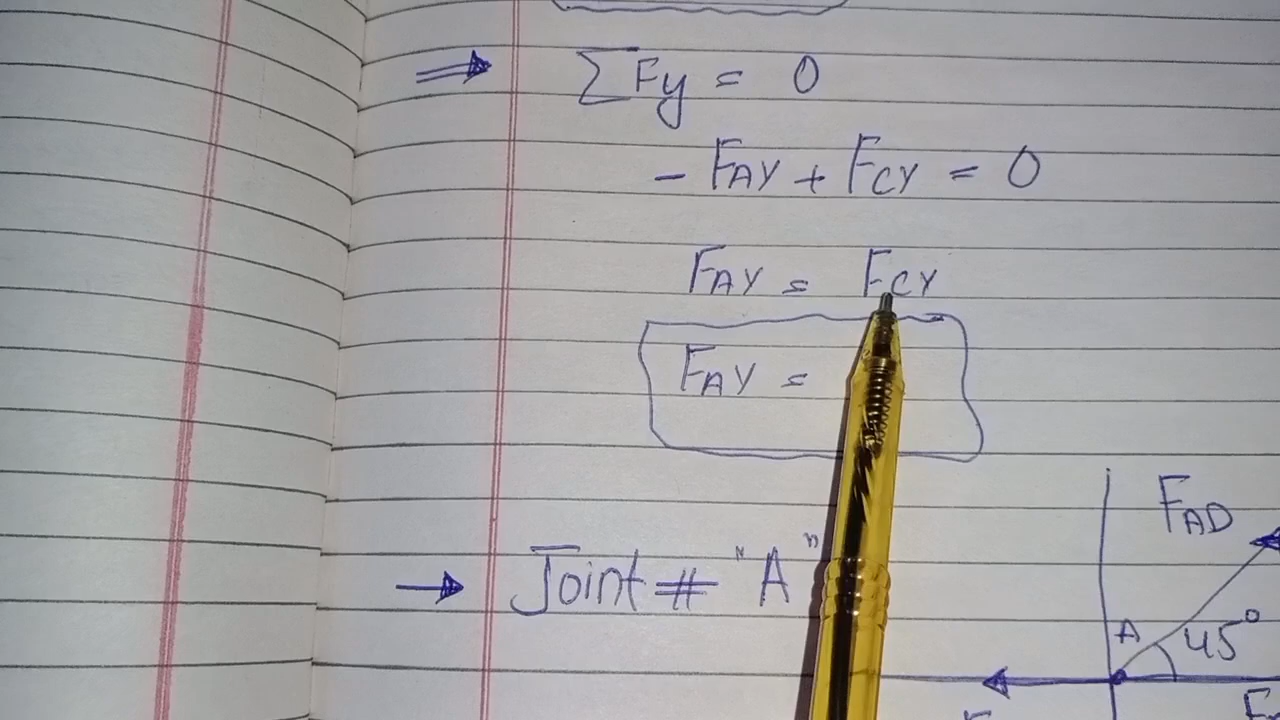 ⇒ ΣFy = 0
- FAY + FCY = 0
FAY = FCY
FAY =
→ Joint # "A"
FAD
A 45°